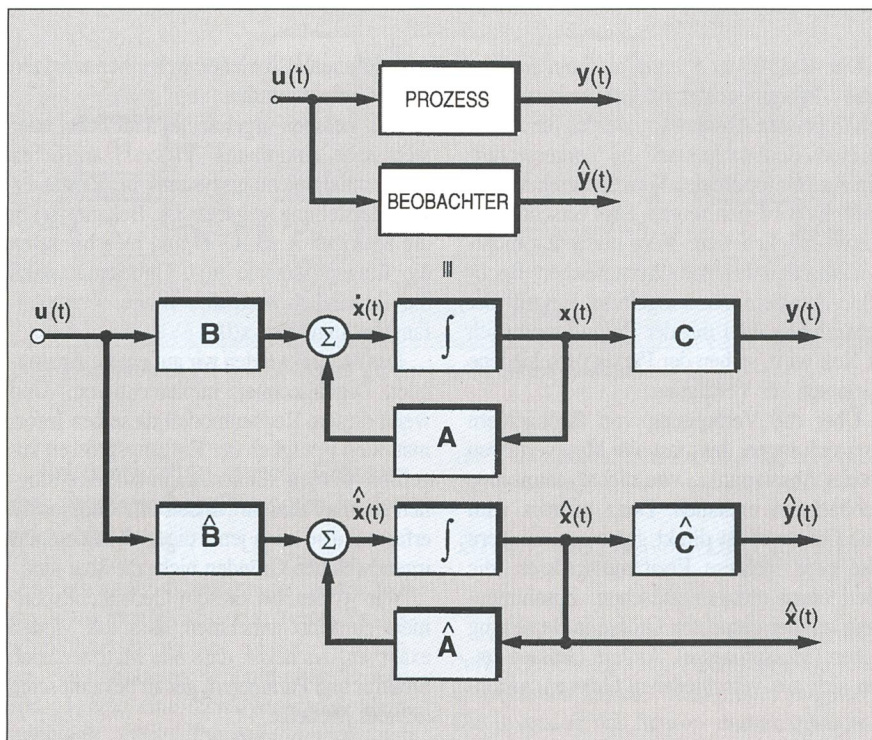 u(t)
PROZESS
y(t)
BEOBACHTER
ŷ(t)
≡
u(t)
B
Σ
ẋ(t)
∫
x(t)
C
y(t)
A
B̂
Σ
ẋ̂(t)
∫
x̂(t)
Ĉ
ŷ(t)
Â
x̂(t)